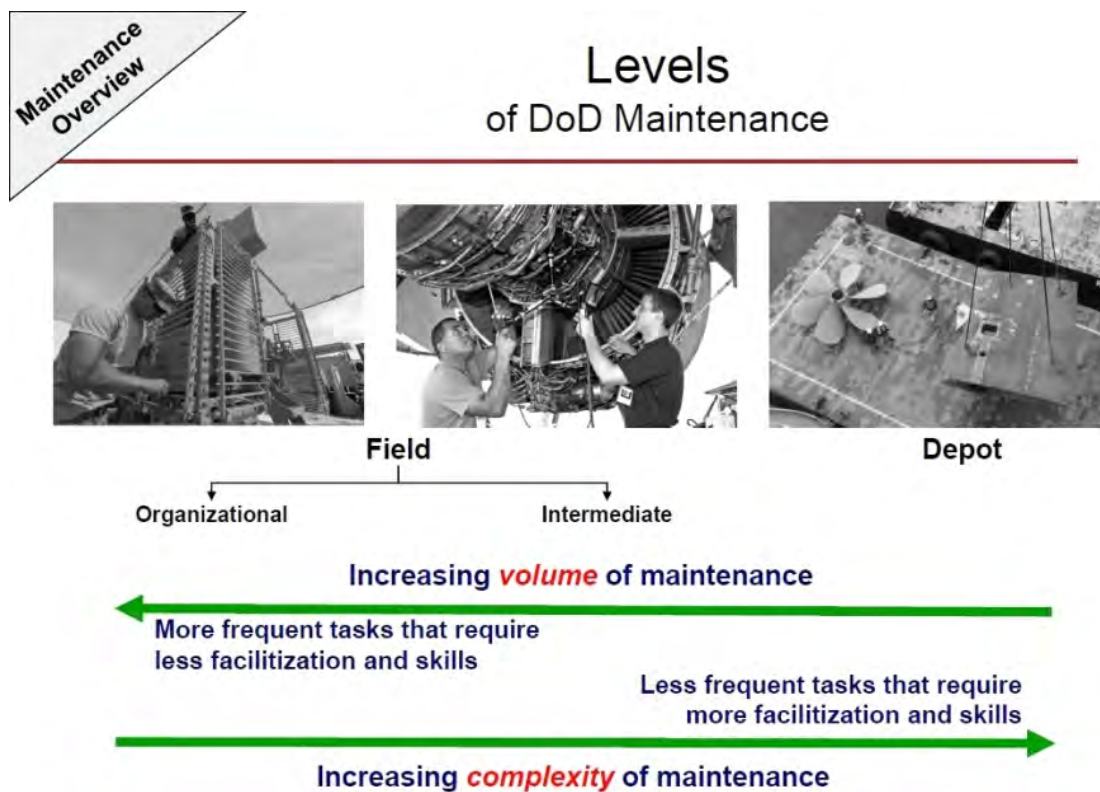 Maintenance
Overview
Levels
of DoD Maintenance
Field
Depot
Organizational
Intermediate
Increasing volume of maintenance
More frequent tasks that require
less facilitization and skills
Less frequent tasks that require
more facilitization and skills
Increasing complexity of maintenance